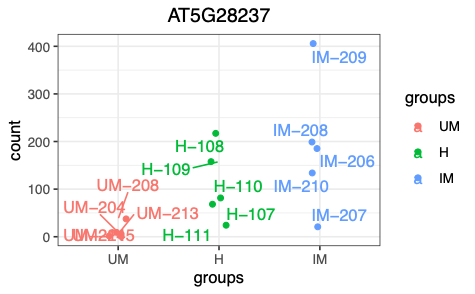 AT5G28237
400
IM-209
300
groups
IM-208
UM
200
H-108
H
H-109
IM-206
UM-208
IM
H-110
IM-210
100
UM-204
UM-213
H-107
IM-207
H-111
0
UM
H
IM
groups
count